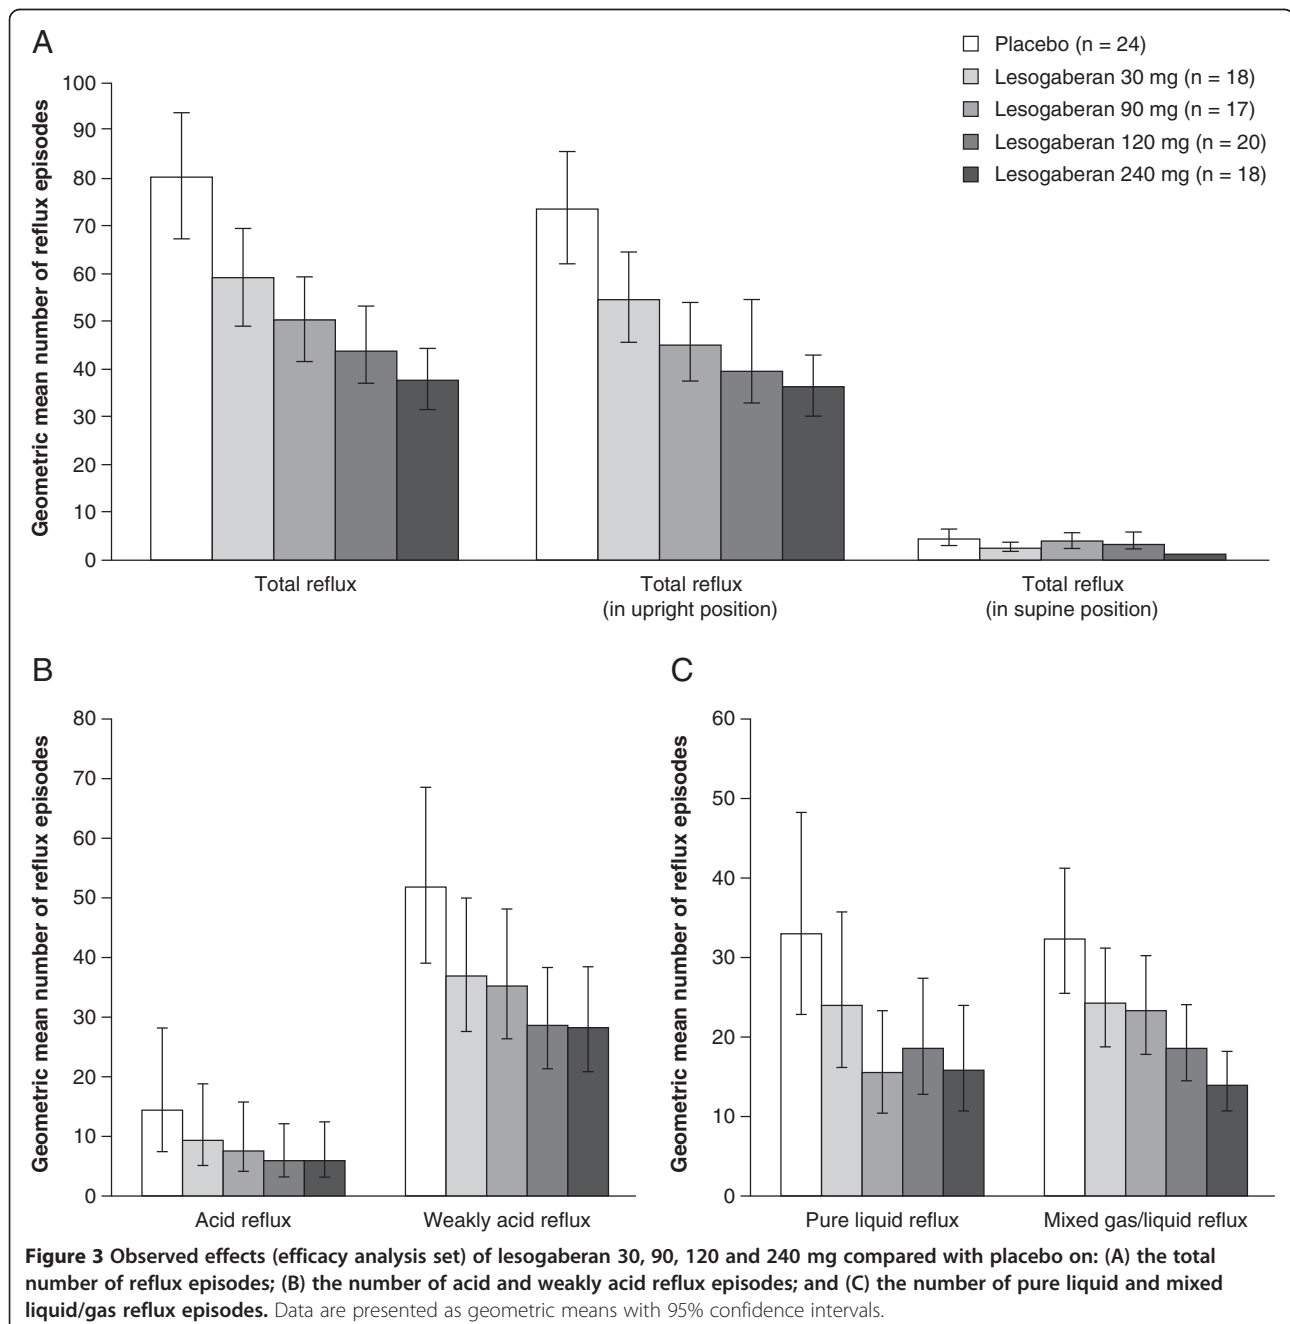 A
Placebo (n = 24)
Lesogaberan 30 mg (n = 18)
Lesogaberan 90 mg (n = 17)
Lesogaberan 120 mg (n = 20)
Lesogaberan 240 mg (n = 18)
Geometric mean number of reflux episodes
100
90
80
70
60
50
40
30
20
10
0
Total reflux
Total reflux
(in upright position)
Total reflux
(in supine position)
B
Geometric mean number of reflux episodes
80
70
60
50
40
30
20
10
0
Acid reflux
Weakly acid reflux
C
Geometric mean number of reflux episodes
60
50
40
30
20
10
0
Pure liquid reflux
Mixed gas/liquid reflux
Figure 3 Observed effects (efficacy analysis set) of lesogaberan 30, 90, 120 and 240 mg compared with placebo on: (A) the total
number of reflux episodes; (B) the number of acid and weakly acid reflux episodes; and (C) the number of pure liquid and mixed
liquid/gas reflux episodes. Data are presented as geometric means with 95% confidence intervals.